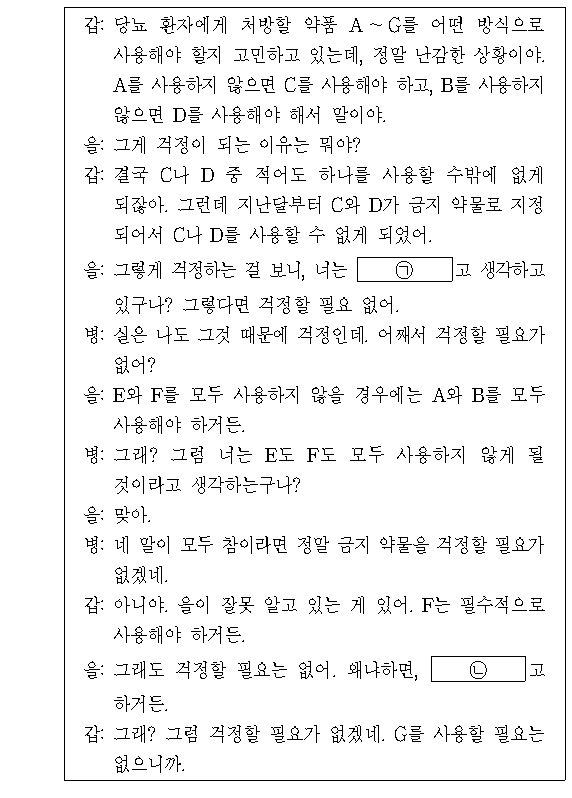 갑: 당뇨 환자에게 처방할 약품 A～G를 어떤 방식으로
사용해야 할지 고민하고 있는데, 정말 난감한 상황이야.
A를 사용하지 않으면 C를 사용해야 하고, B를 사용하지
않으면 D를 사용해야 해서 말이야.
을: 그게 걱정이 되는 이유는 뭐야?
갑: 결국 C나 D 중 적어도 하나를 사용할 수밖에 없게
되잖아. 그런데 지난달부터 C와 D가 금지 약물로 지정
되어서 C나 D를 사용할 수 없게 되었어.
을: 그렇게 걱정하는 걸 보니, 너는 ㉠고 생각하고
있구나? 그렇다면 걱정할 필요 없어.
병: 실은 나도 그것 때문에 걱정인데. 어째서 걱정할 필요가
없어?
을: E와 F를 모두 사용하지 않을 경우에는 A와 B를 모두
사용해야 하거든.
병: 그래? 그럼 너는 E도 F도 모두 사용하지 않게 될
것이라고 생각하는구나?
을: 맞아.
병: 네 말이 모두 참이라면 정말 금지 약물을 걱정할 필요가
없겠네.
갑: 아니야. 을이 잘못 알고 있는 게 있어. F는 필수적으로
사용해야 하거든.
을: 그래도 걱정할 필요는 없어. 왜냐하면, ㉡고
하거든.
갑: 그래? 그럼 걱정할 필요가 없겠네. G를 사용할 필요는
없으니까.